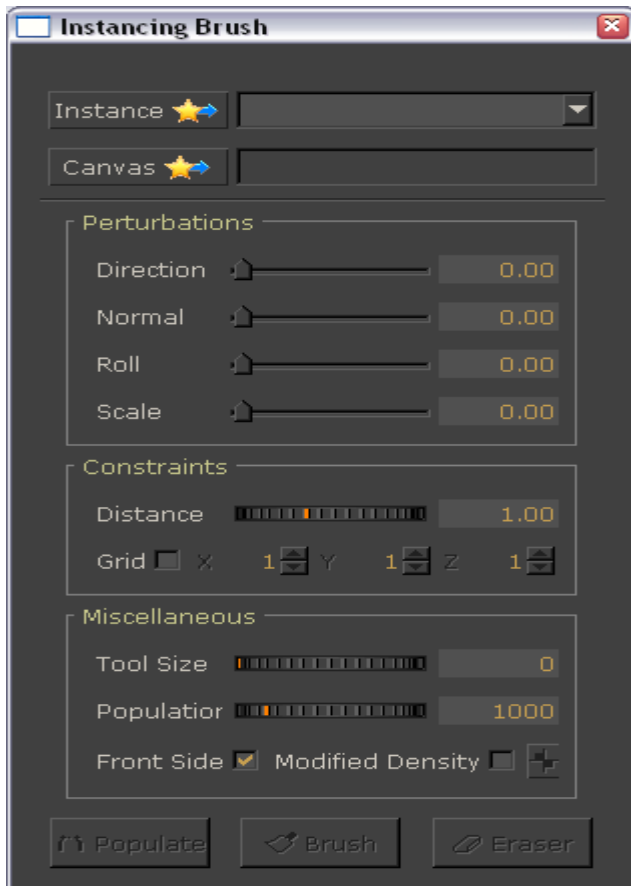 Instancing Brush
Instance
Canvas
Perturbations
Direction 0.00
Normal 0.00
Roll 0.00
Scale 0.00
Constraints
Distance 1.00
Grid X 1 Y 1 Z 1
Miscellaneous
Tool Size 0
Population 1000
Front Side Modified Density
Populate Brush Eraser